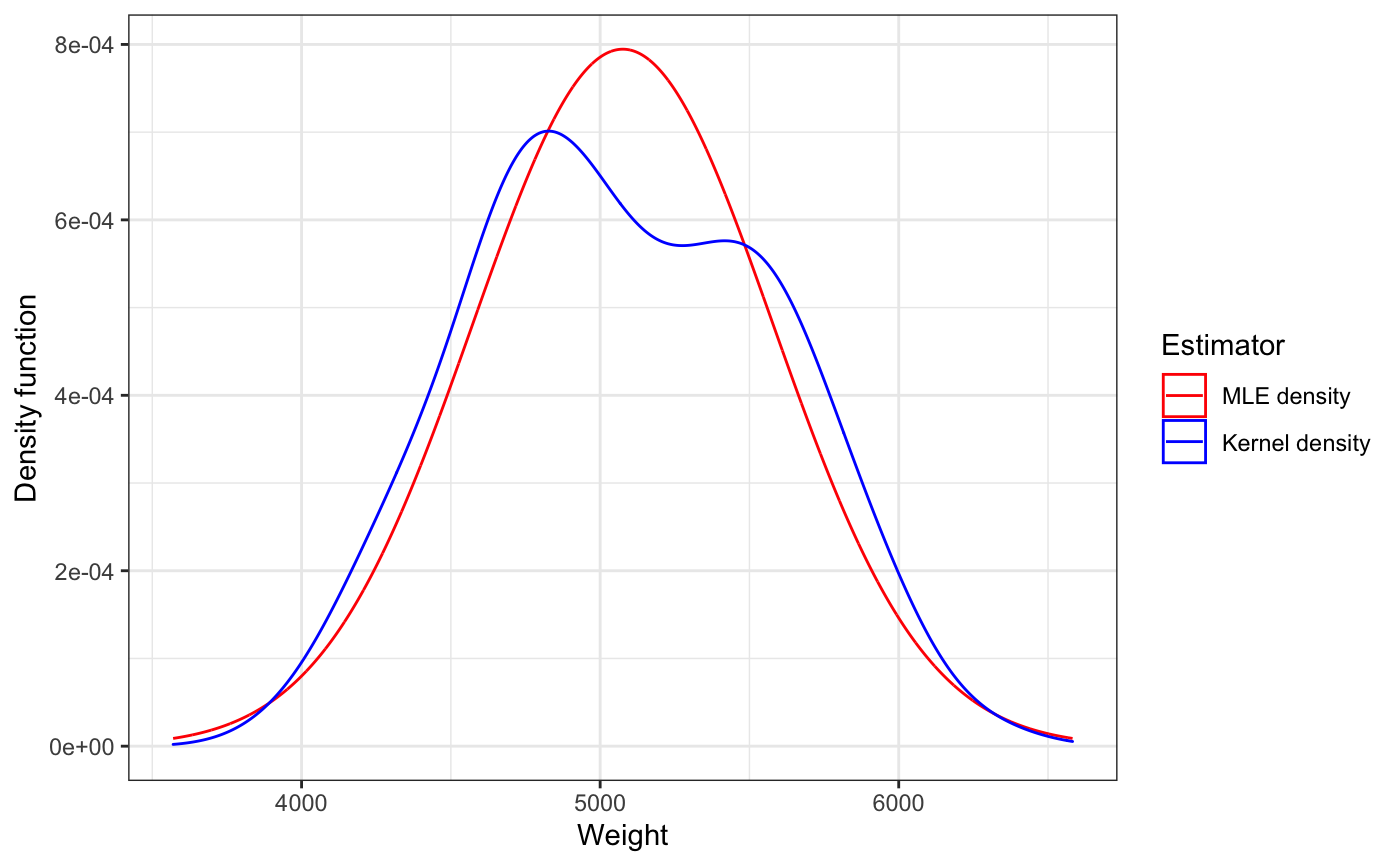 8e-04
6e-04
4e-04
2e-04
0e+00
Density function
4000 5000 6000
Weight
Estimator
MLE density
Kernel density